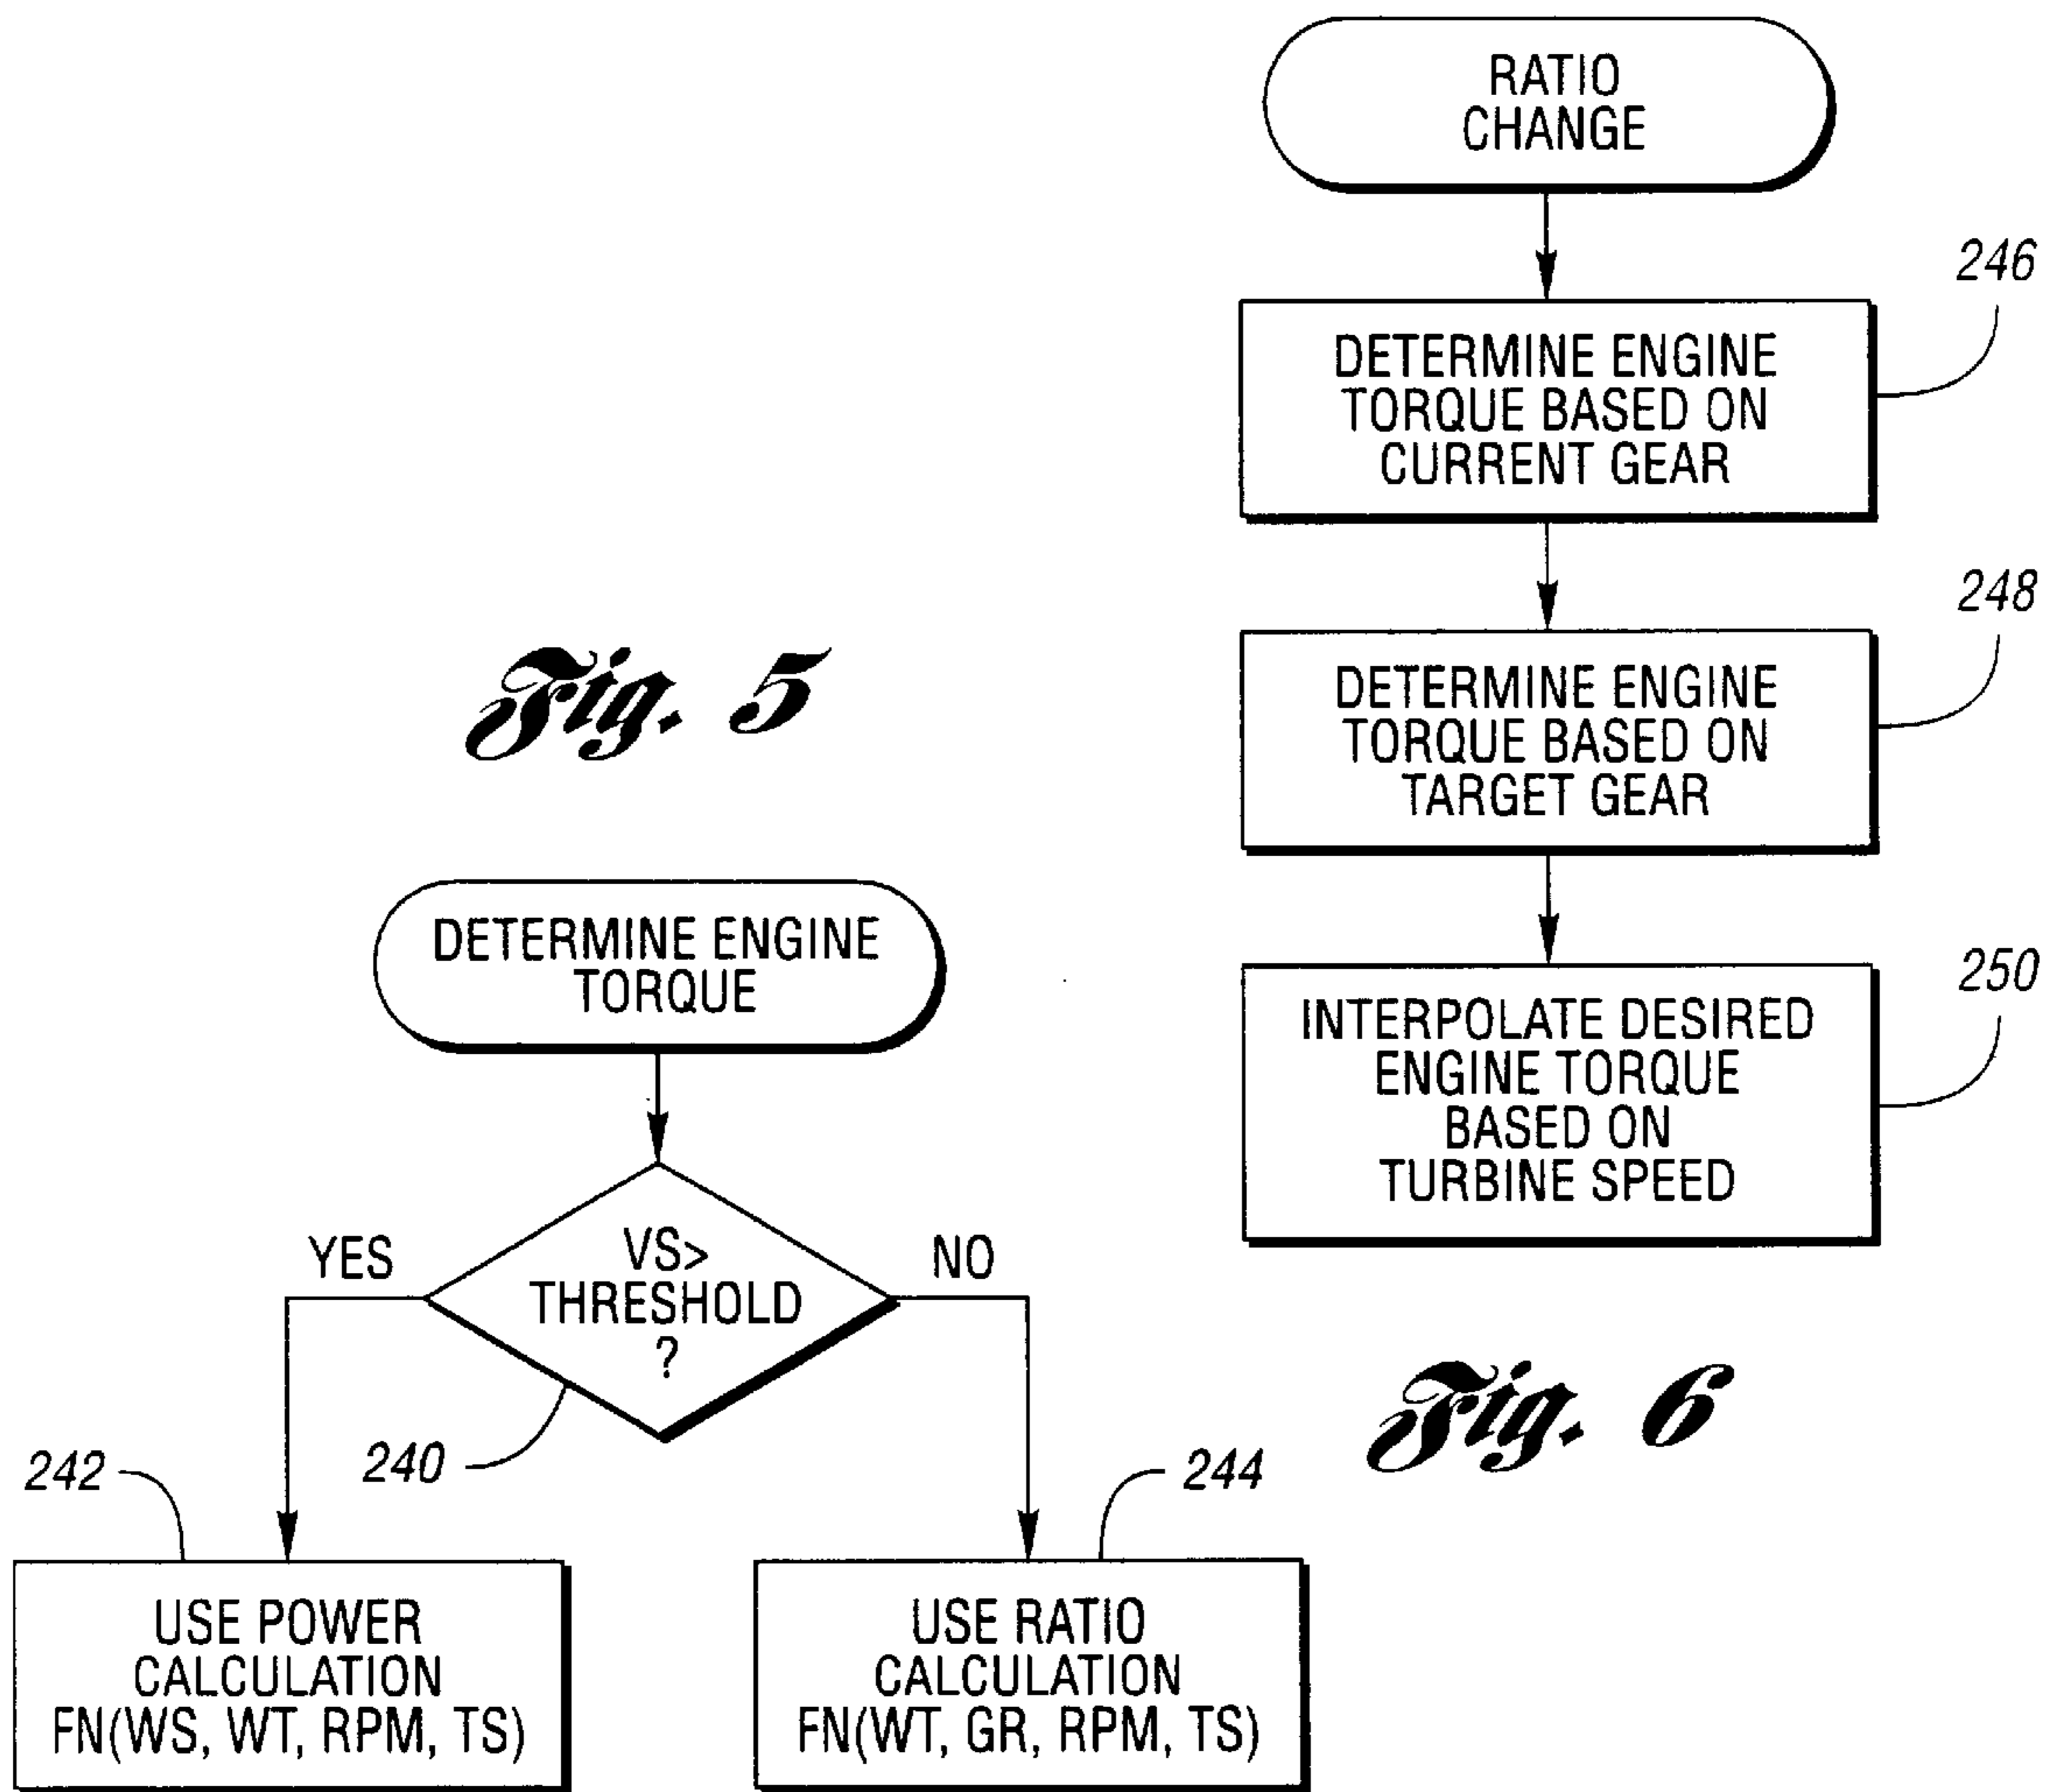 Fig. 5
DETERMINE ENGINE
TORQUE
VS>
THRESHOLD
?
YES
NO
240
242
USE POWER
CALCULATION
FN(WS, WT, RPM, TS)
244
USE RATIO
CALCULATION
FN(WT, GR, RPM, TS)
RATIO
CHANGE
246
DETERMINE ENGINE
TORQUE BASED ON
CURRENT GEAR
248
DETERMINE ENGINE
TORQUE BASED ON
TARGET GEAR
250
INTERPOLATE DESIRED
ENGINE TORQUE
BASED ON
TURBINE SPEED
Fig. 6